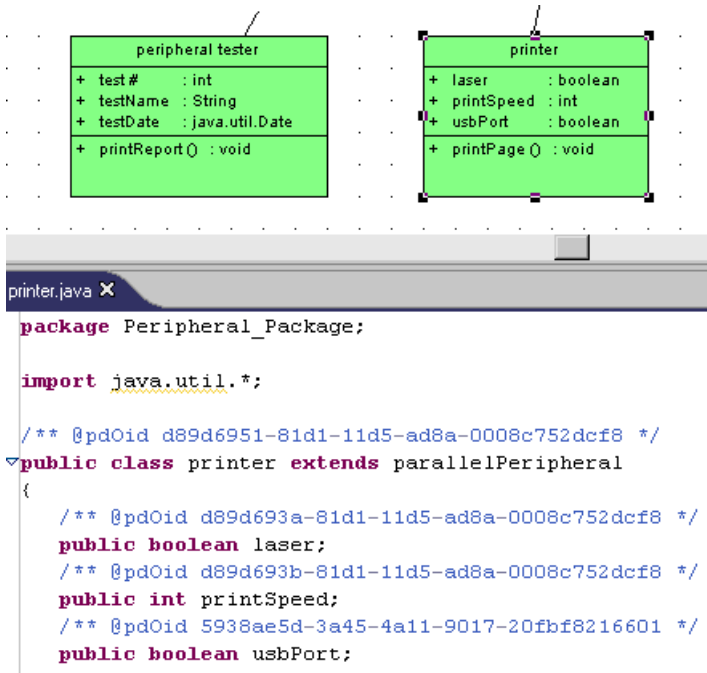 peripheral tester
+ test # : int
+ testName : String
+ testDate : java.util.Date
+ printReport () : void
printer
+ laser : boolean
+ printSpeed : int
+ usbPort : boolean
+ printPage () : void
printer.java
package Peripheral_Package;
import java.util.*;
/** @pdOid d89d6951-81d1-11d5-ad8a-0008c752dcf8 */
public class printer extends parallelPeripheral
{
/** @pdOid d89d693a-81d1-11d5-ad8a-0008c752dcf8 */
public boolean laser;
/** @pdOid d89d693b-81d1-11d5-ad8a-0008c752dcf8 */
public int printSpeed;
/** @pdOid 5938ae5d-3a45-4a11-9017-20fbf8216601 */
public boolean usbPort;